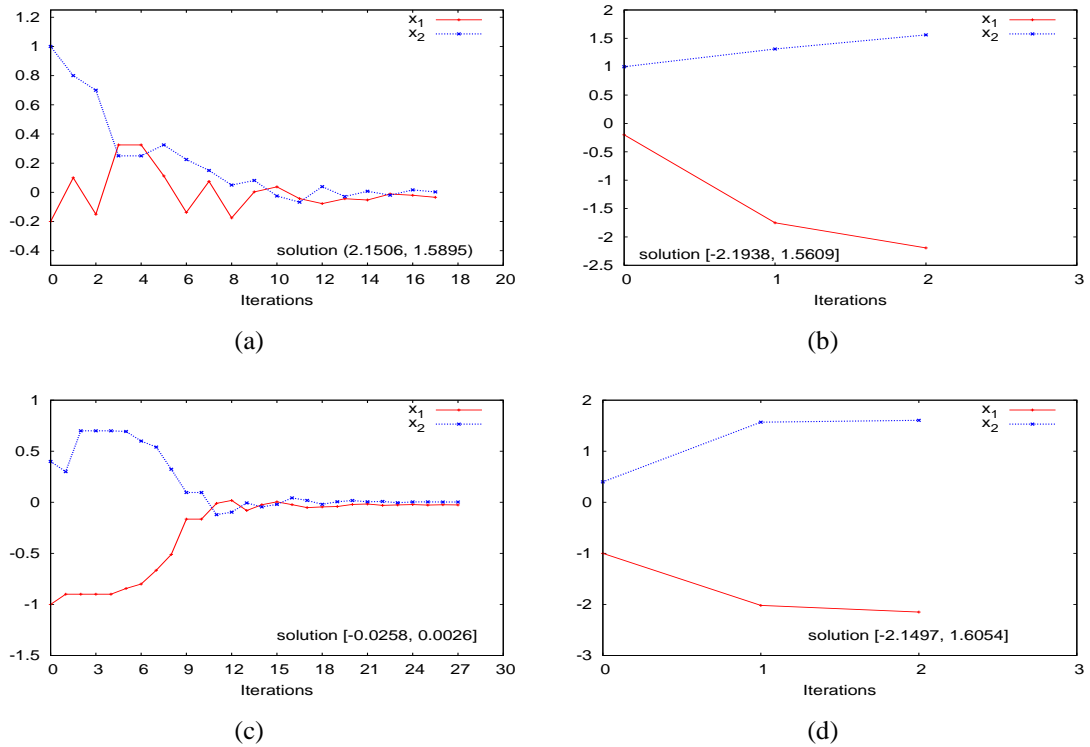 1.2
1
0.8
0.6
0.4
0.2
0
-0.2
-0.4
x1
x2
solution (2.1506, 1.5895)
0 2 4 6 8 10 12 14 16 18 20
Iterations
(a)
2
1.5
1
0.5
0
-0.5
-1
-1.5
-2
-2.5
x1
x2
solution [-2.1938, 1.5609]
0 1 2 3
Iterations
(b)
1
0.5
0
-0.5
-1
-1.5
x1
x2
solution [-0.0258, 0.0026]
0 3 6 9 12 15 18 21 24 27 30
Iterations
(c)
2
1
0
-1
-2
-3
x1
x2
solution [-2.1497, 1.6054]
0 1 2 3
Iterations
(d)